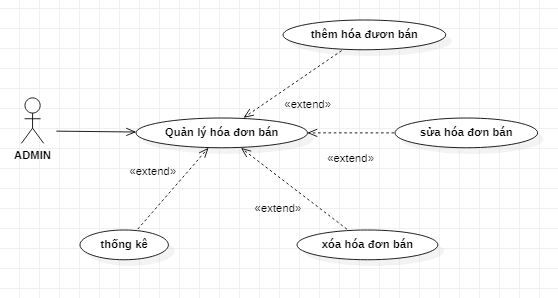 thêm hóa đươn bán
«extend»
Quản lý hóa đơn bán
sửa hóa đơn bán
ADMIN
«extend»
«extend»
«extend»
thống kê
xóa hóa đơn bán